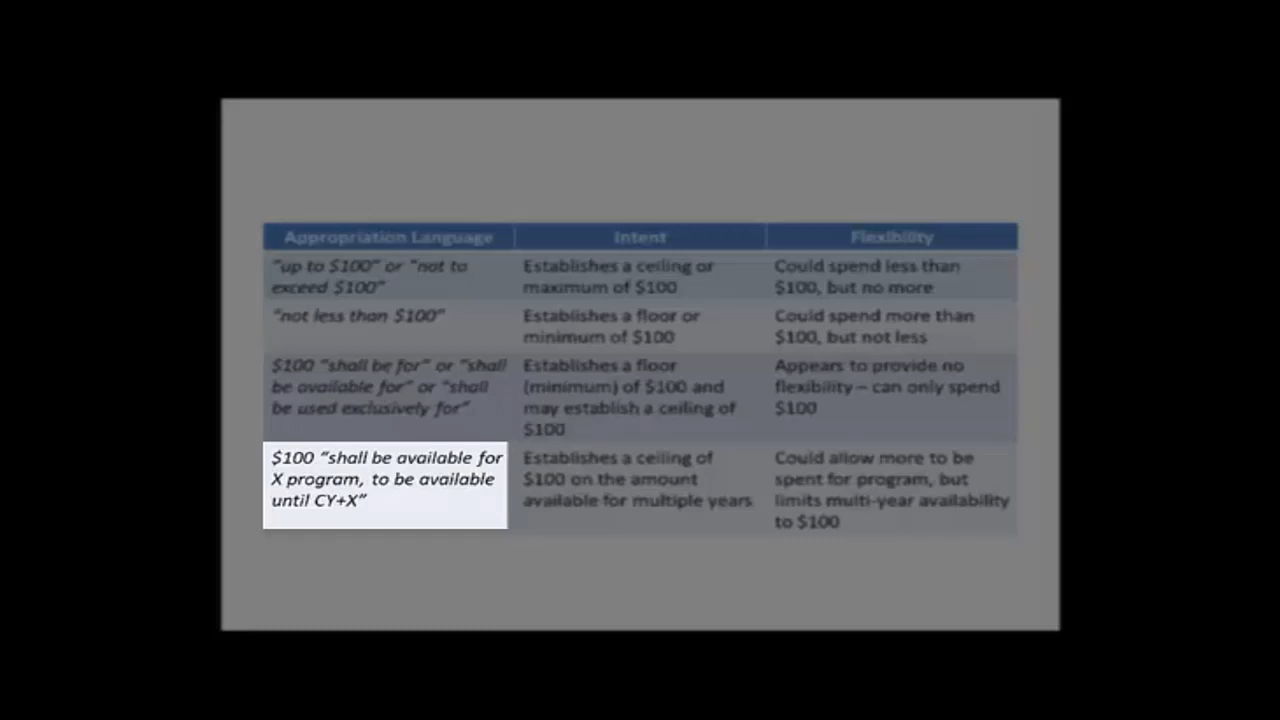 Appropriation Language Intent Flexibility
"up to $100" or "not to
exceed $100"
Establishes a ceiling or
maximum of $100
Could spend less than
$100, but no more
"not less than $100"
Establishes a floor or
minimum of $100
Could spend more than
$100, but not less
$100 "shall be for" or "shall
be available for" or "shall
be used exclusively for"
Establishes a floor
(minimum) of $100 and
may establish a ceiling of
$100
Appears to provide no
flexibility – can only spend
$100
$100 "shall be available for
X program, to be available
until CY+X"
Establishes a ceiling of
$100 on the amount
available for multiple years
Could allow more to be
spent for program, but
limits multi-year availability
to $100